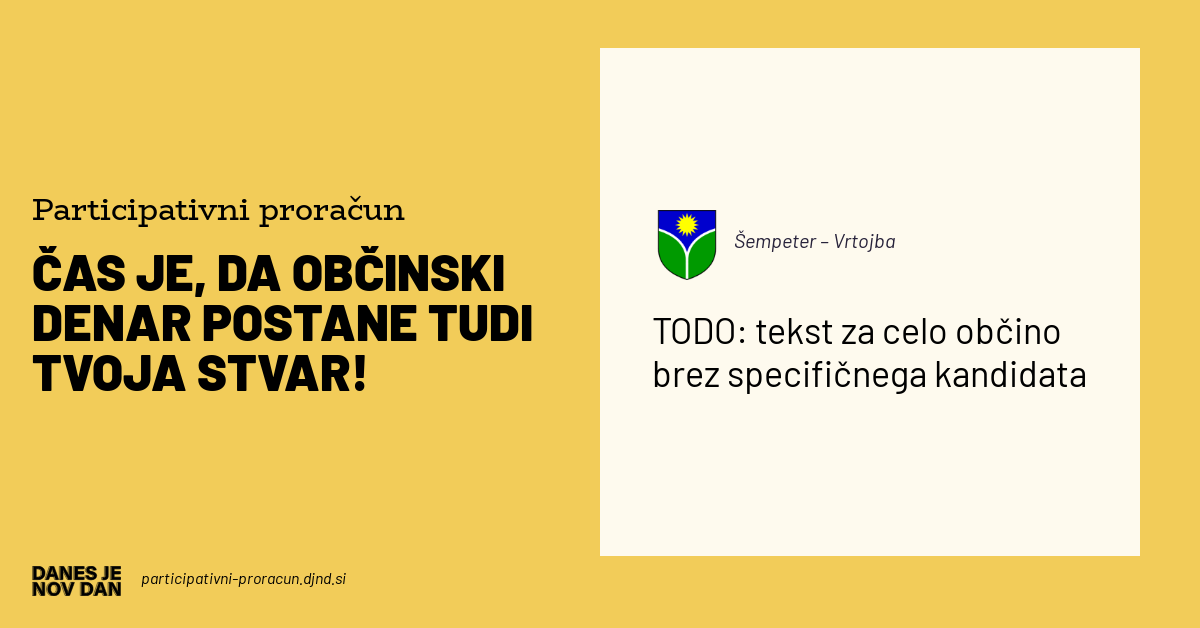 Participativni proračun
ČAS JE, DA OBČINSKI
DENAR POSTANE TUDI
TVOJA STVAR!
Šempeter – Vrtojba
TODO: tekst za celo občino
brez specifičnega kandidata
DANES JE
NOV DAN
participativni-proracun.djnd.si